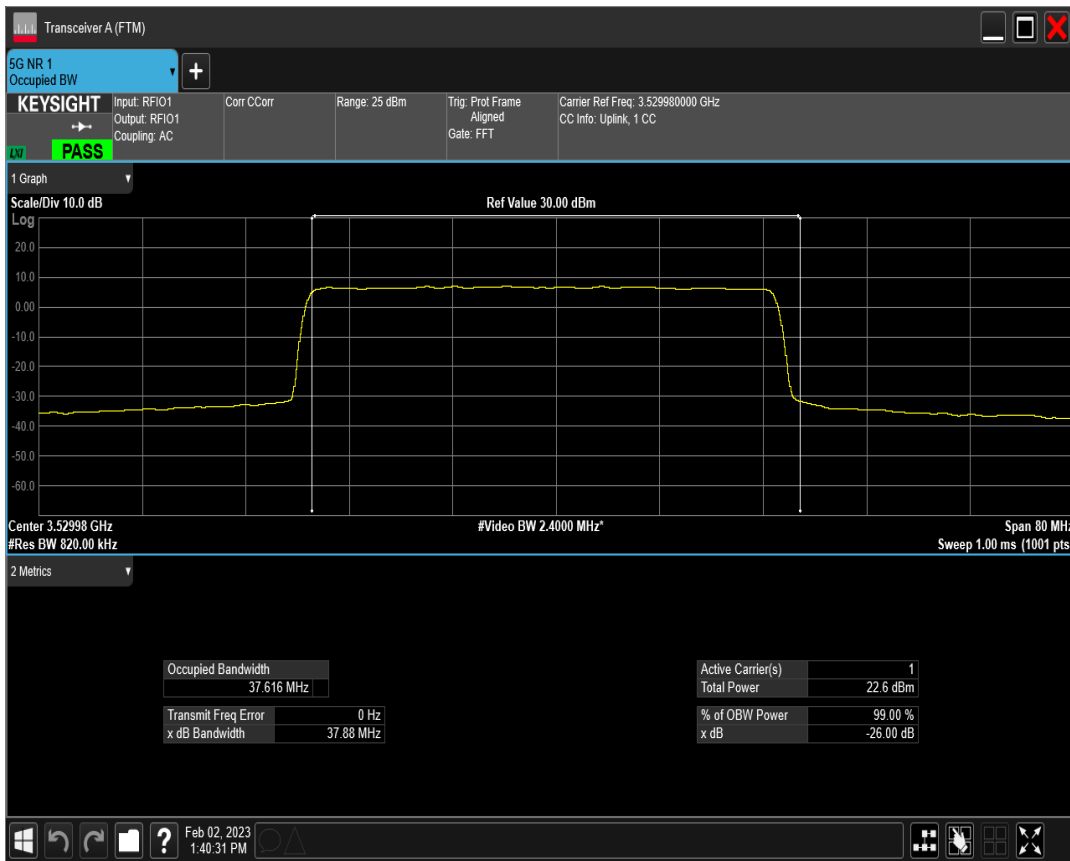 Transceiver A (FTM)
5G NR 1
Occupied BW
+
KEYSIGHT
LXI
PASS
Input: RFIO1
Output: RFIO1
Coupling: AC
Corr CCorr
Range: 25 dBm
Trig: Prot Frame
Aligned
Gate: FFT
Carrier Ref Freq: 3.529980000 GHz
CC Info: Uplink, 1 CC
1 Graph
Scale/Div 10.0 dB
Ref Value 30.00 dBm
Log
20.0
10.0
0.00
-10.0
-20.0
-30.0
-40.0
-50.0
-60.0
Center 3.52998 GHz
#Video BW 2.4000 MHz*
Span 80 MHz
#Res BW 820.00 kHz
Sweep 1.00 ms (1001 pts
2 Metrics
Occupied Bandwidth
37.616 MHz
Transmit Freq Error 0 Hz
x dB Bandwidth 37.88 MHz
Active Carrier(s) 1
Total Power 22.6 dBm
% of OBW Power 99.00 %
x dB -26.00 dB
?
Feb 02, 2023
1:40:31 PM